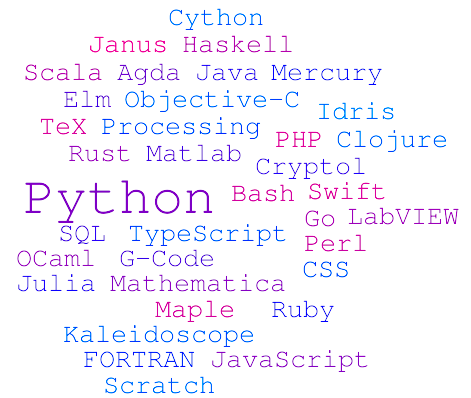 Cython
Janus Haskell
Scala Agda Java Mercury
Elm Objective-C Idris
TeX Processing PHP Clojure
Rust Matlab Cryptol
Python Bash Swift
Go LabVIEW
SQL TypeScript Perl
OCaml G-Code CSS
Julia Mathematica
Maple Ruby
Kaleidoscope
FORTRAN JavaScript
Scratch